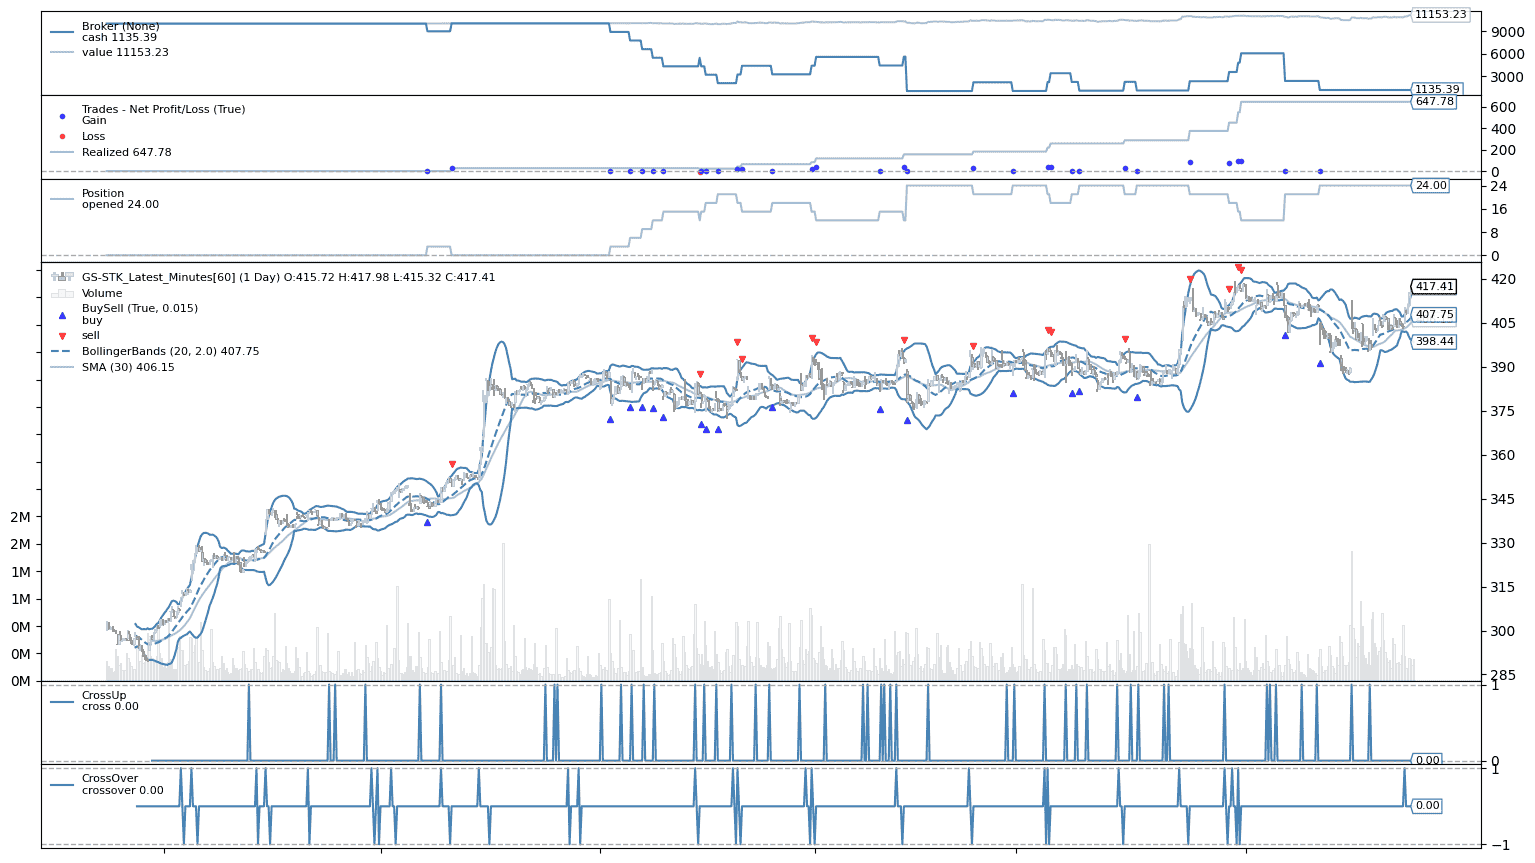 Broker (None)
cash 1135.39
value 11153.23
11153.23
9000
6000
3000
1135.39
Trades - Net Profit/Loss (True)
Gain
Loss
Realized 647.78
647.78
600
400
200
0
Position
opened 24.00
24.00
24
16
8
0
GS-STK_Latest_Minutes[60] (1 Day) O:415.72 H:417.98 L:415.32 C:417.41
Volume
BuySell (True, 0.015)
buy
sell
BollingerBands (20, 2.0) 407.75
SMA (30) 406.15
417.41
407.75
398.44
420
405
390
375
360
345
330
315
300
285
2M
2M
1M
1M
0M
0M
0M
CrossUp
cross 0.00
1
0.00
0
CrossOver
crossover 0.00
1
0.00
−1